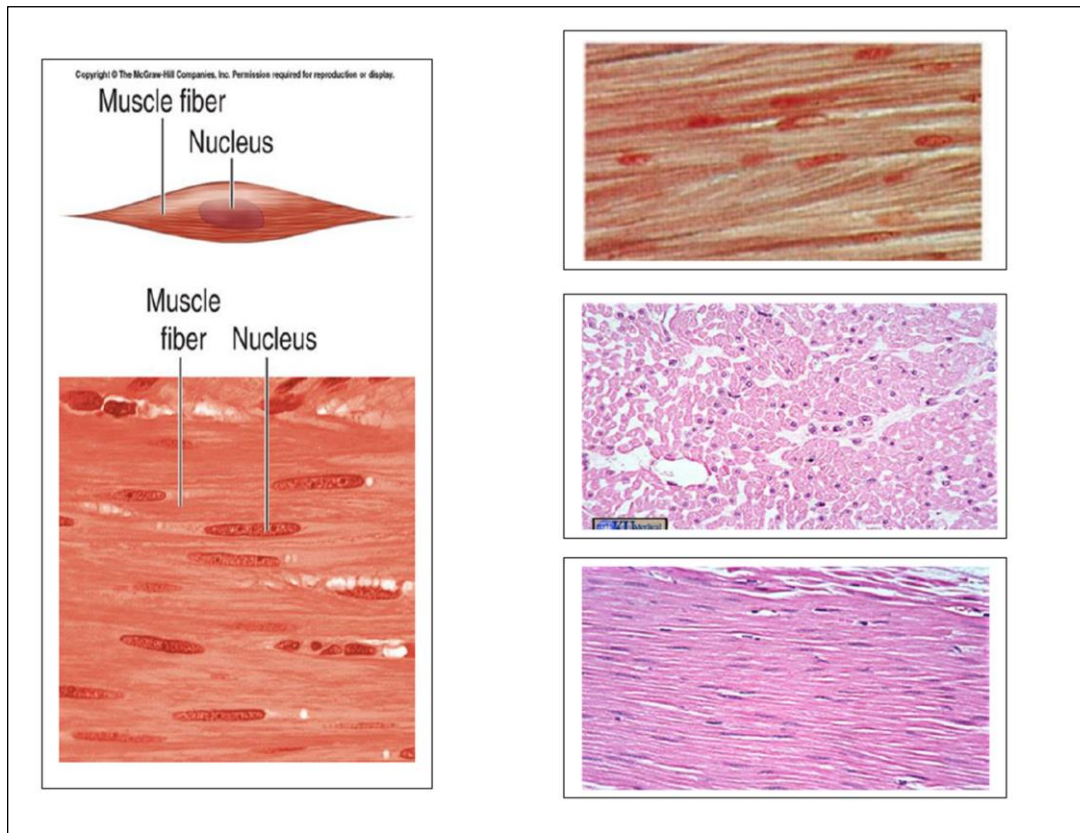 Copyright © The McGraw-Hill Companies, Inc. Permission required for reproduction or display.
Muscle fiber
Nucleus
Muscle
fiber Nucleus